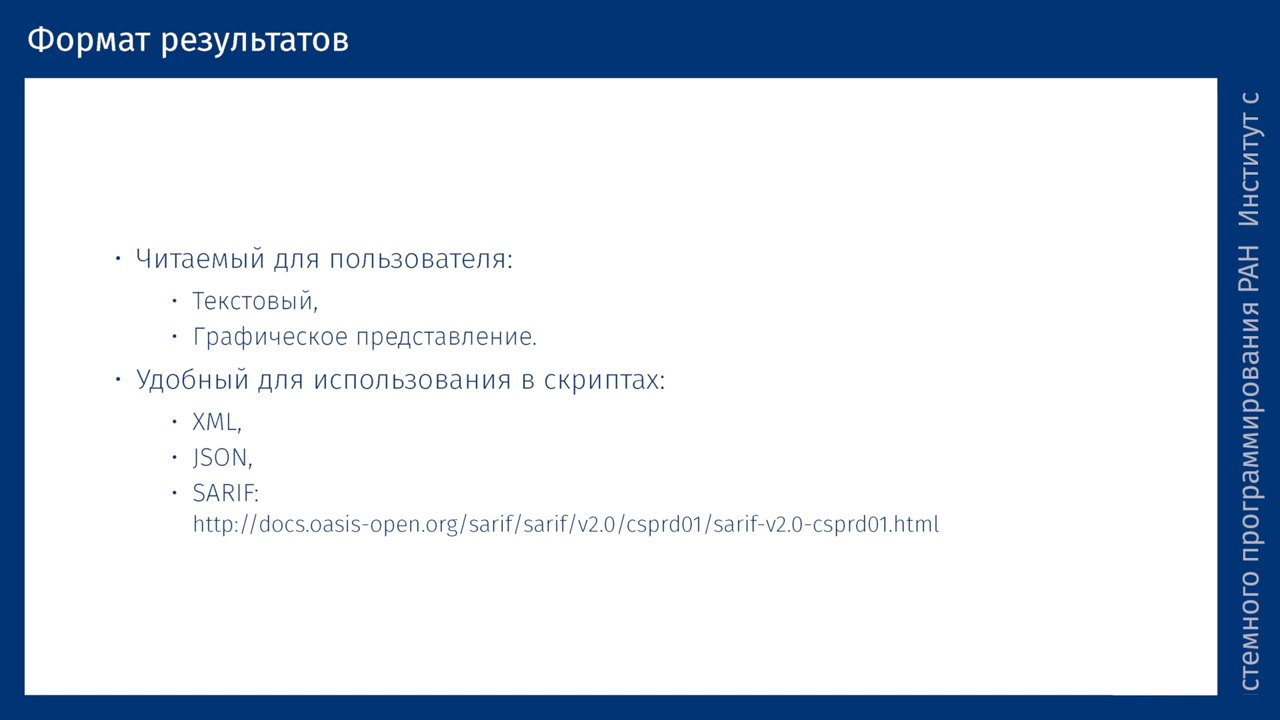 Формат результатов
• Читаемый для пользователя:
• Текстовый,
• Графическое представление.
• Удобный для использования в скриптах:
• XML,
• JSON,
• SARIF:
http://docs.oasis-open.org/sarif/sarif/v2.0/csprd01/sarif-v2.0-csprd01.html
стемного программирования РАН Институт с